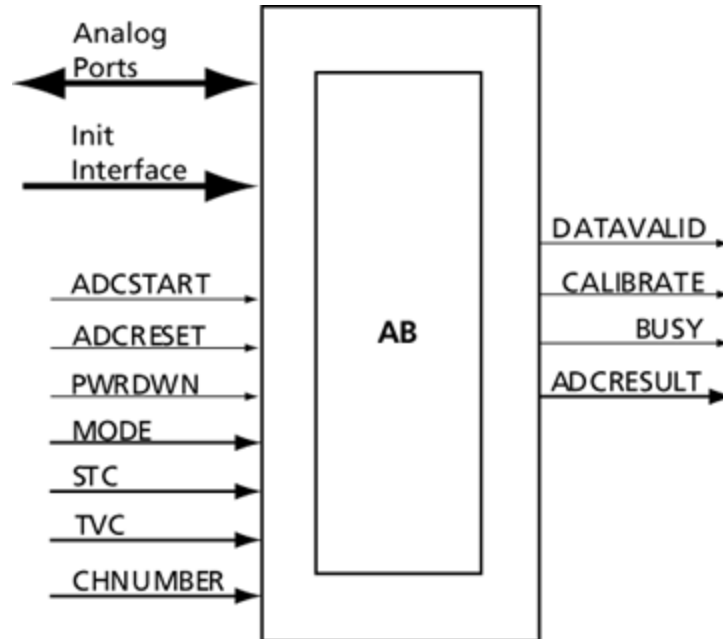 Analog
Ports
Init
Interface
ADCSTART
ADCRESET
PWRDWN
MODE
STC
TVC
CHNUMBER
AB
DATAVALID
CALIBRATE
BUSY
ADCRESULT